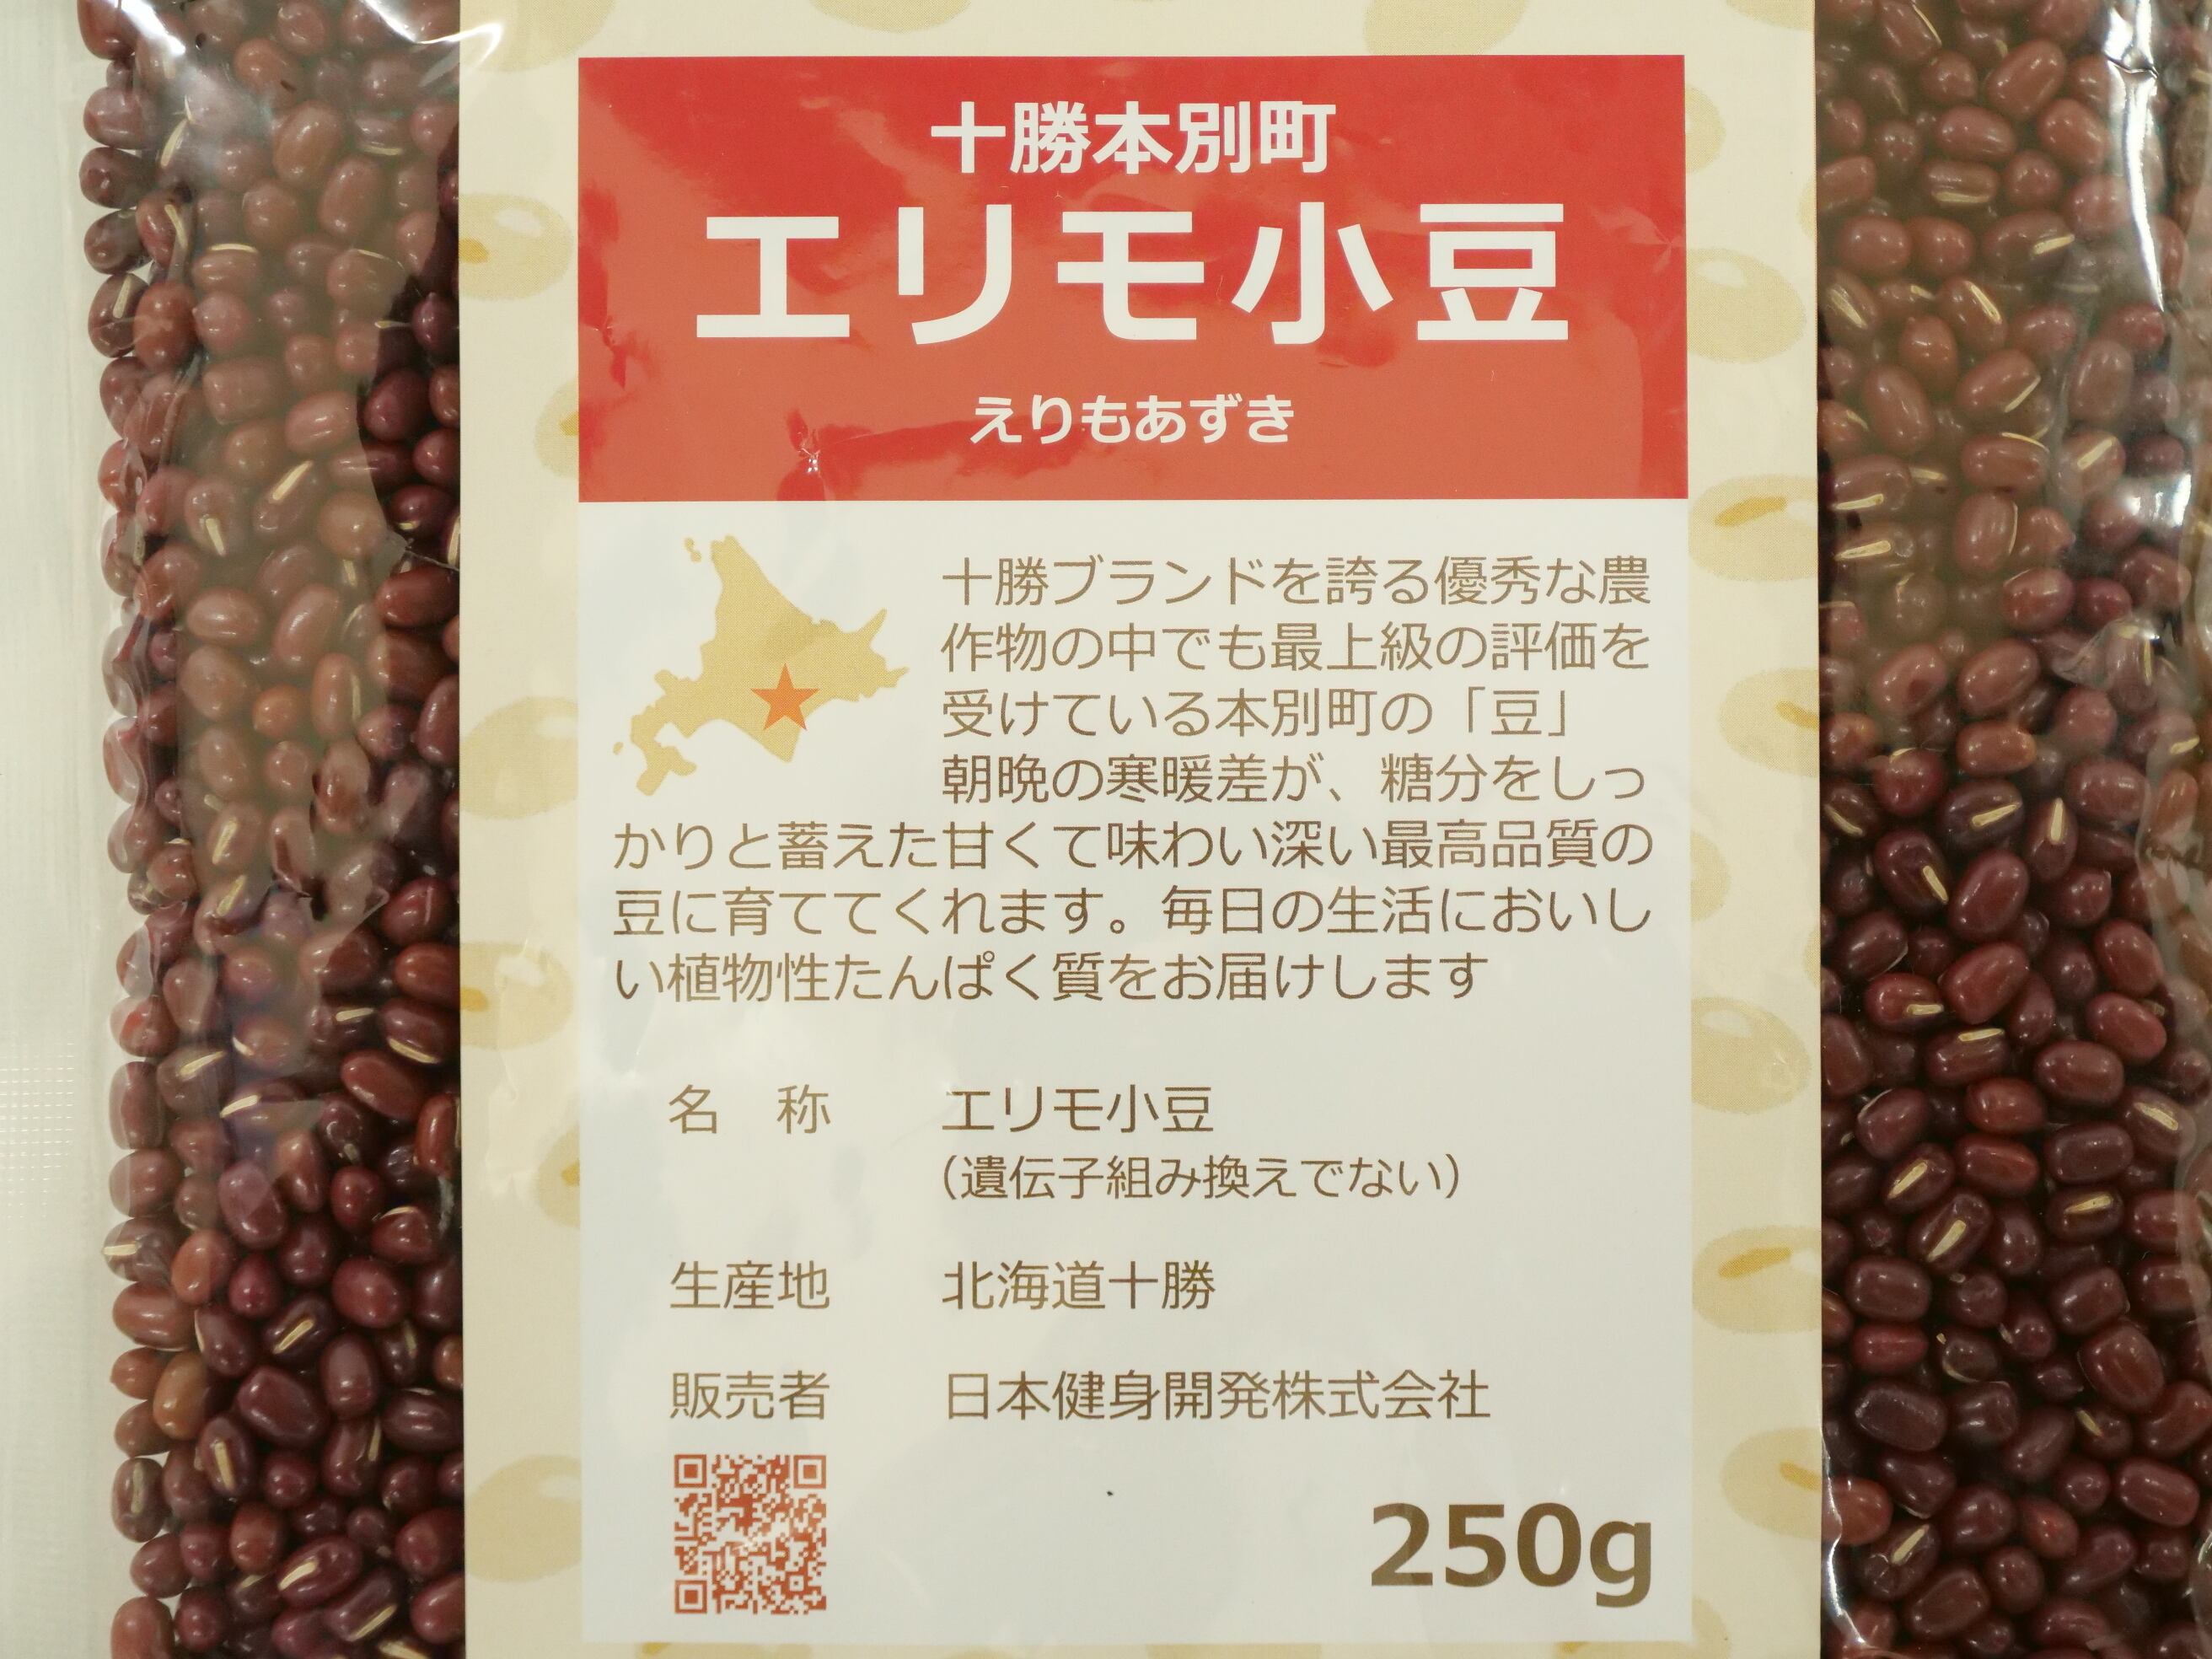 十勝本別町
エリモ小豆
えりもあずき
十勝ブランドを誇る優秀な農
作物の中でも最上級の評価を
受けている本別町の「豆」
朝晩の寒暖差が、糖分をしっ
かりと蓄えた甘くて味わい深い最高品質の
豆に育ててくれます。毎日の生活においし
い植物性たんぱく質をお届けします
名　称　　エリモ小豆
（遺伝子組み換えでない）
生産地　　北海道十勝
販売者　　日本健身開発株式会社
250g